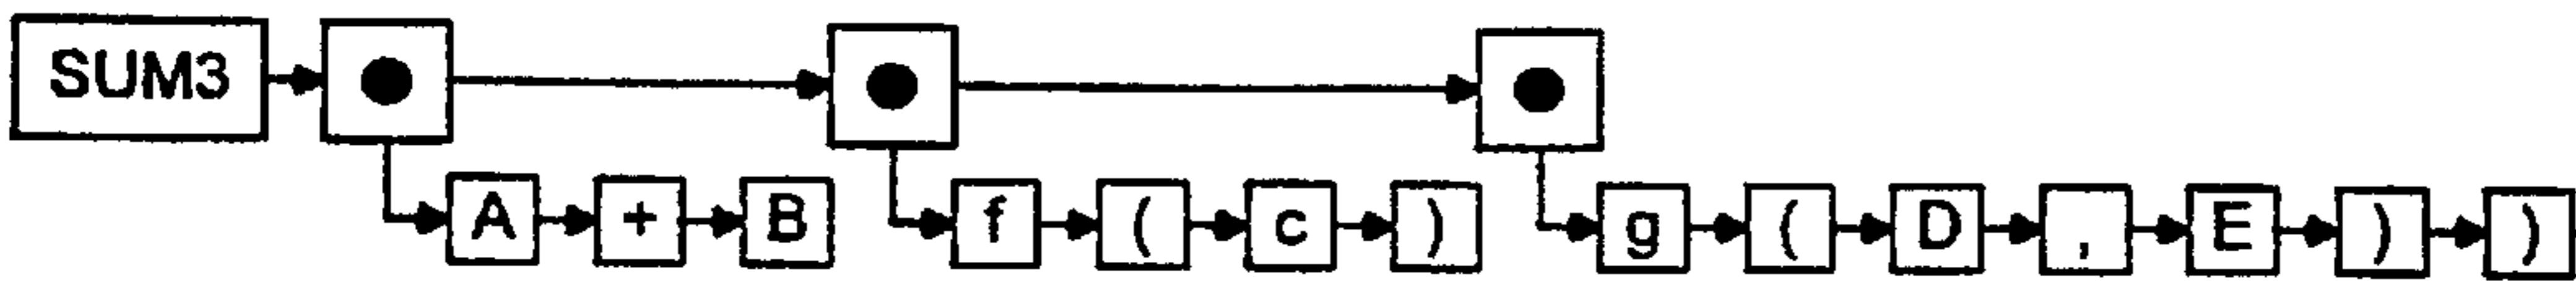 SUM3
A + B f ( c ) g ( D , E ) )